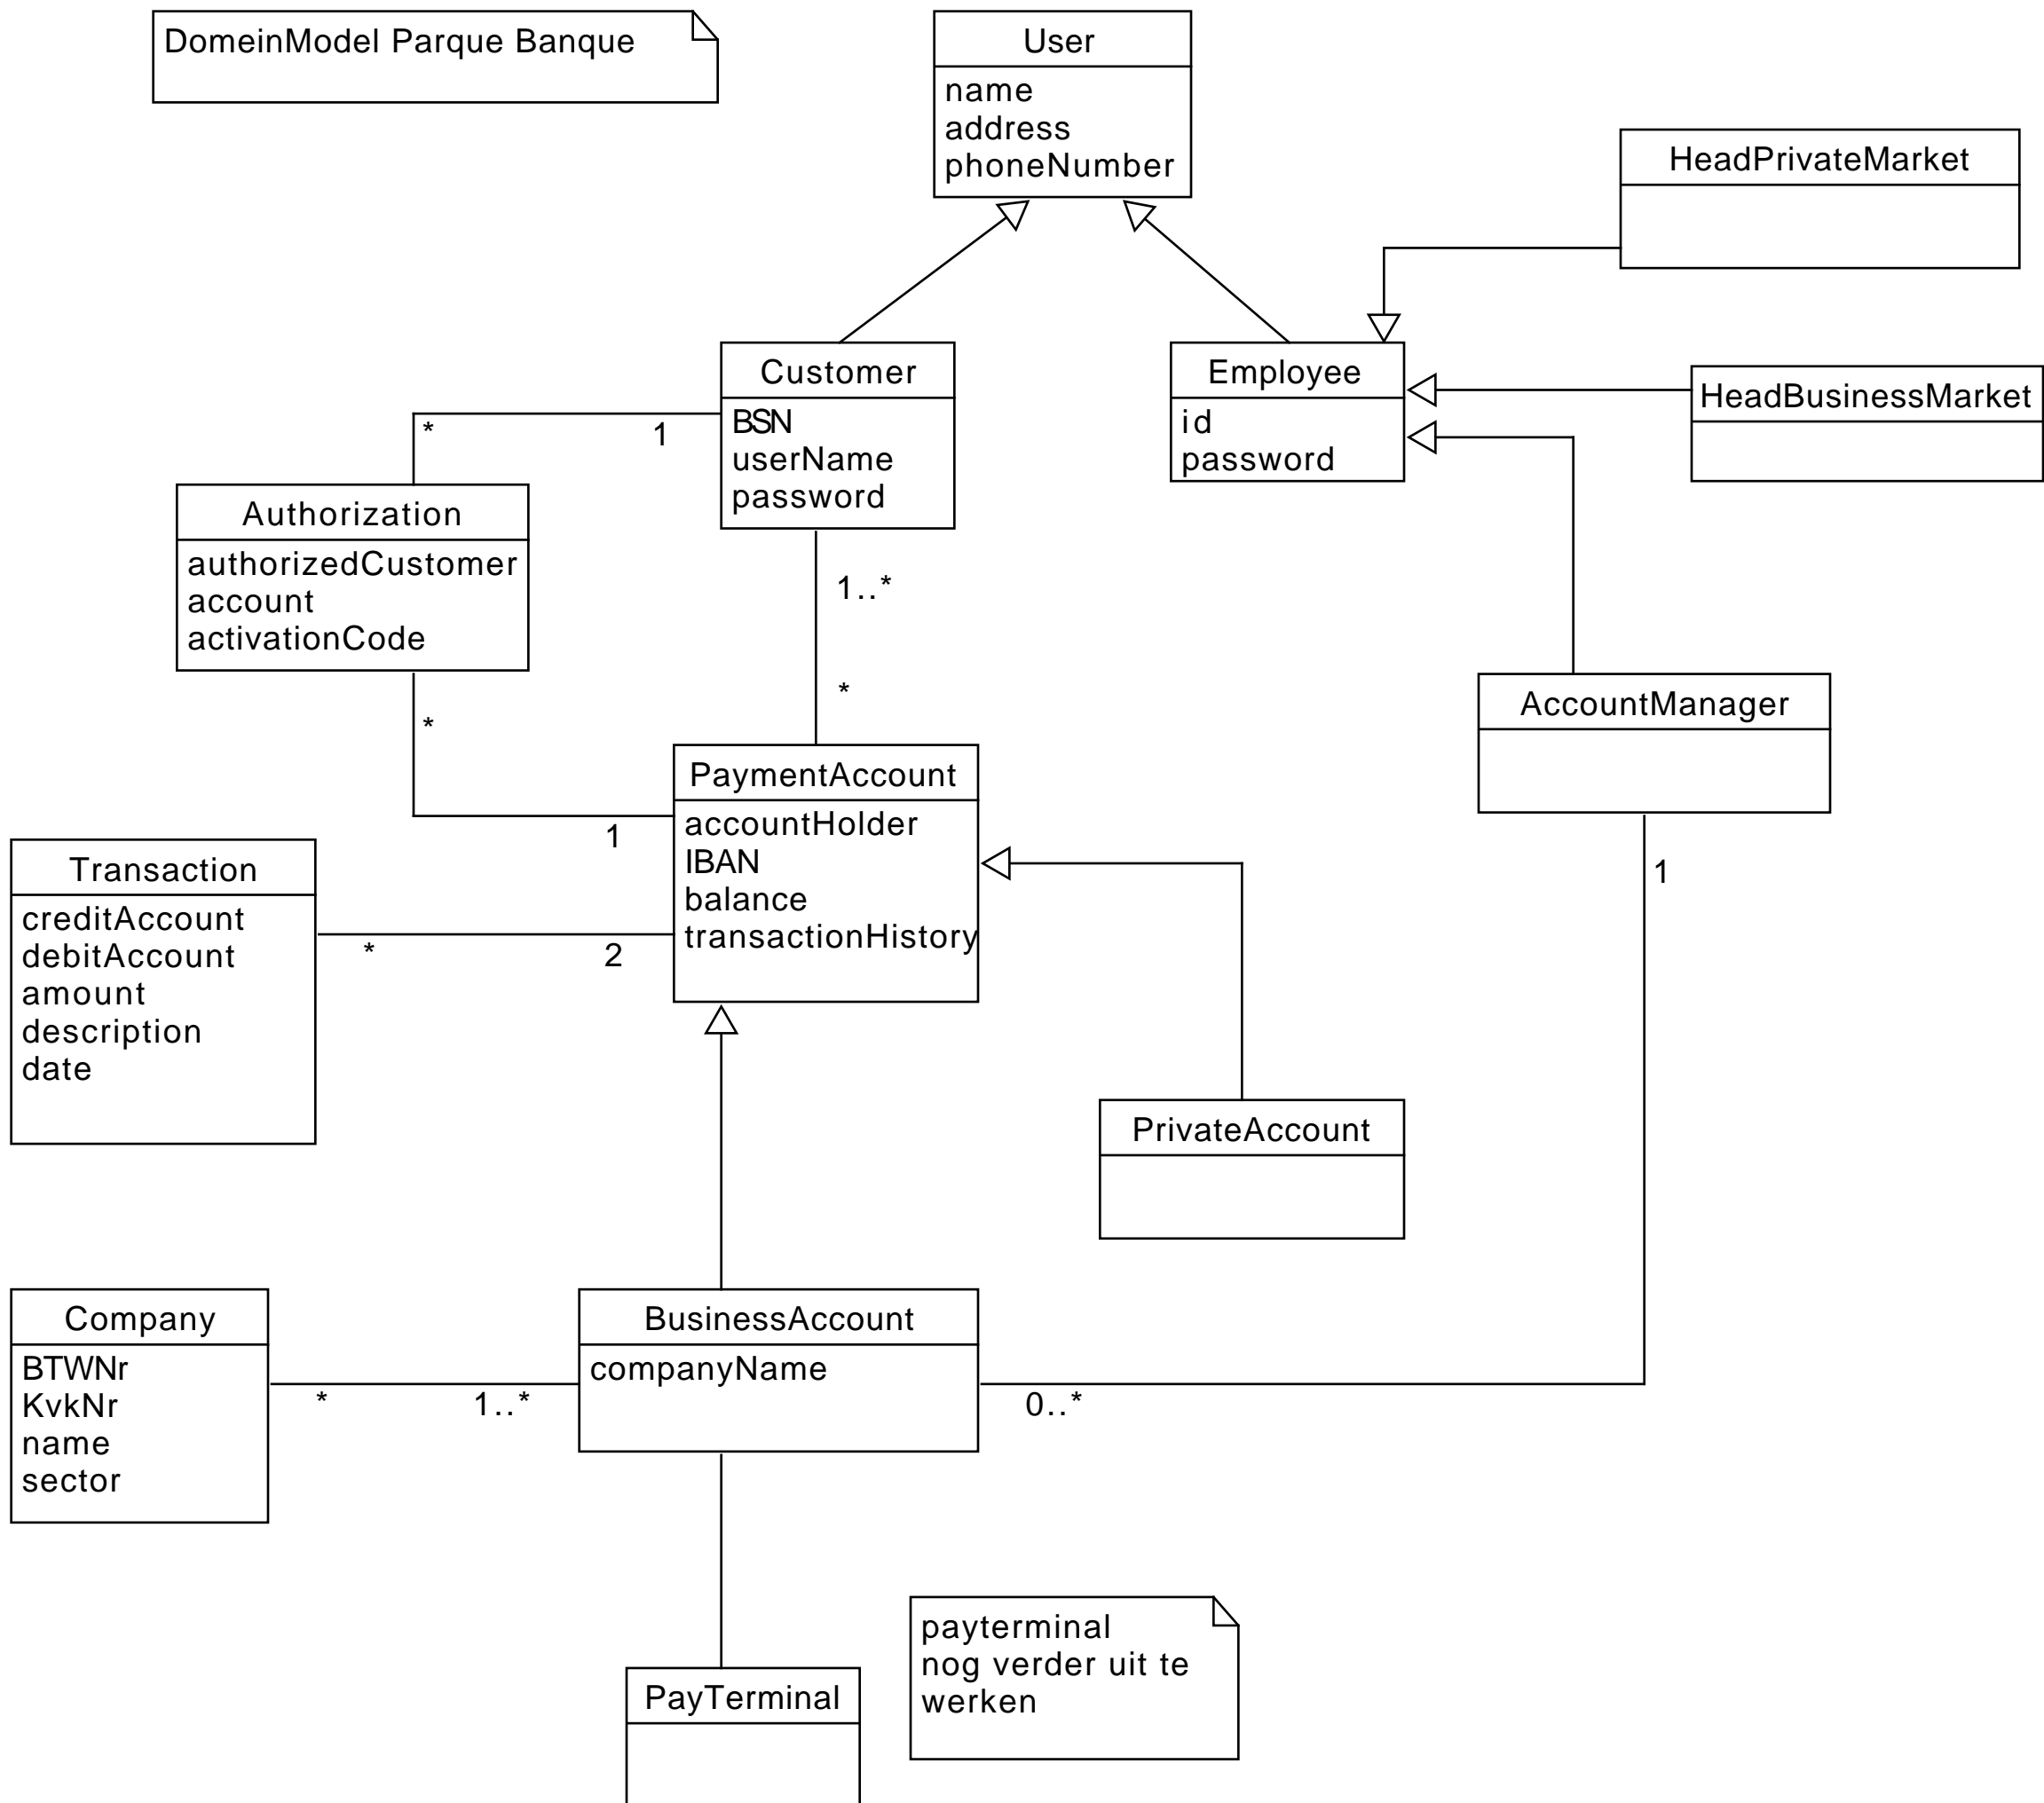 DomeinModel Parque Banque
User
name
address
phoneNumber
HeadPrivateMarket
Customer
BSN
userName
password
Employee
id
password
HeadBusinessMarket
*
1
Authorization
authorizedCustomer
account
activationCode
1..*
*
*
AccountManager
PaymentAccount
accountHolder
IBAN
balance
transactionHistory
1
1
Transaction
creditAccount
debitAccount
amount
description
date
*
2
PrivateAccount
Company
BTWNr
KvkNr
name
sector
*
1..*
BusinessAccount
companyName
0..*
payterminal
nog verder uit te
werken
PayTerminal